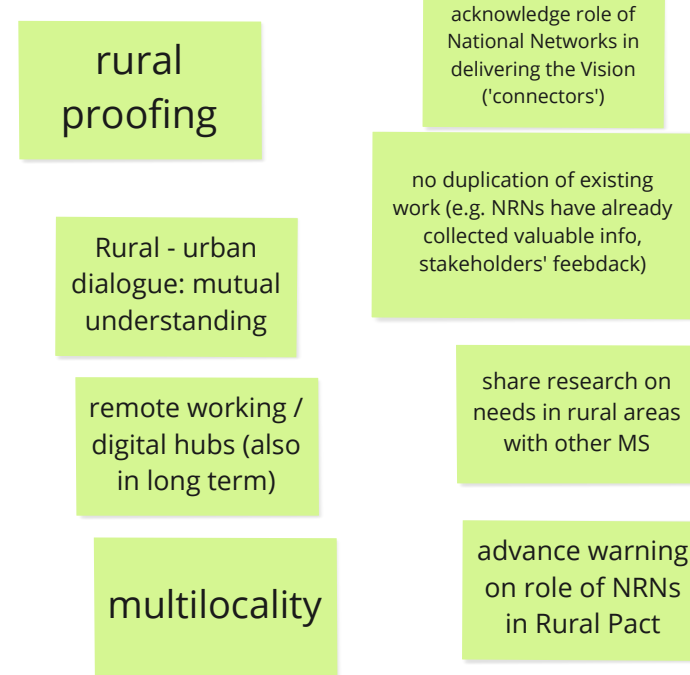 rural
proofing
Rural - urban
dialogue: mutual
understanding
remote working /
digital hubs (also
in long term)
multilocality
acknowledge role of
National Networks in
delivering the Vision
('connectors')
no duplication of existing
work (e.g. NRNs have already
collected valuable info,
stakeholders' feebdack)
share research on
needs in rural areas
with other MS
advance warning
on role of NRNs
in Rural Pact